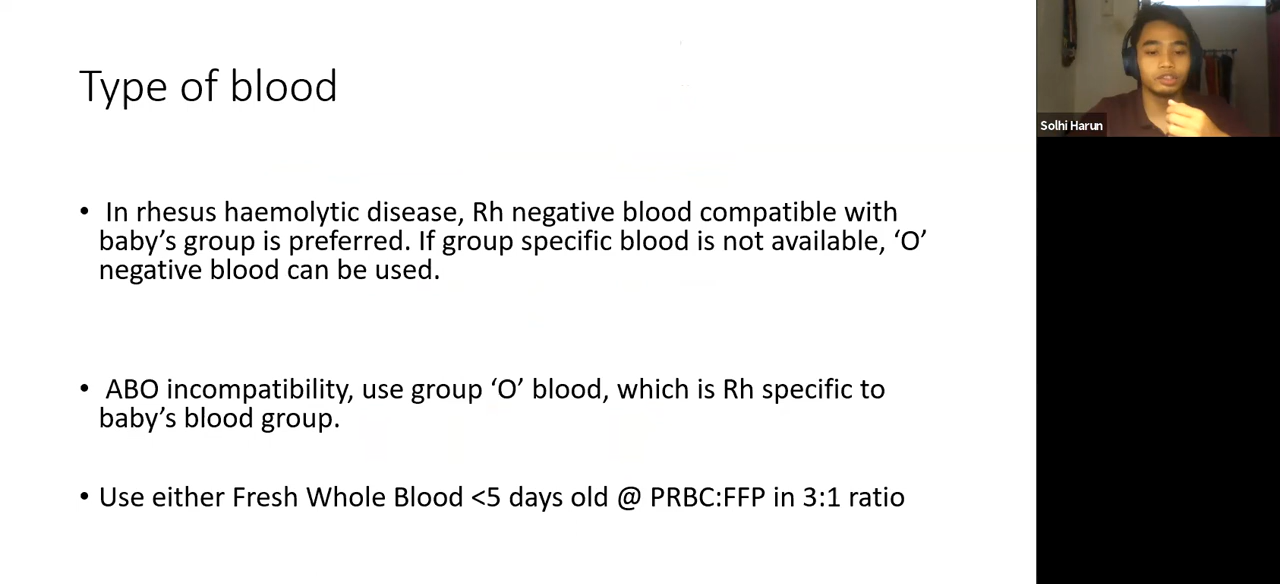 Type of blood
• In rhesus haemolytic disease, Rh negative blood compatible with
baby’s group is preferred. If group specific blood is not available, ‘O’
negative blood can be used.
• ABO incompatibility, use group ‘O’ blood, which is Rh specific to
baby’s blood group.
• Use either Fresh Whole Blood <5 days old @ PRBC:FFP in 3:1 ratio
Solhi Harun